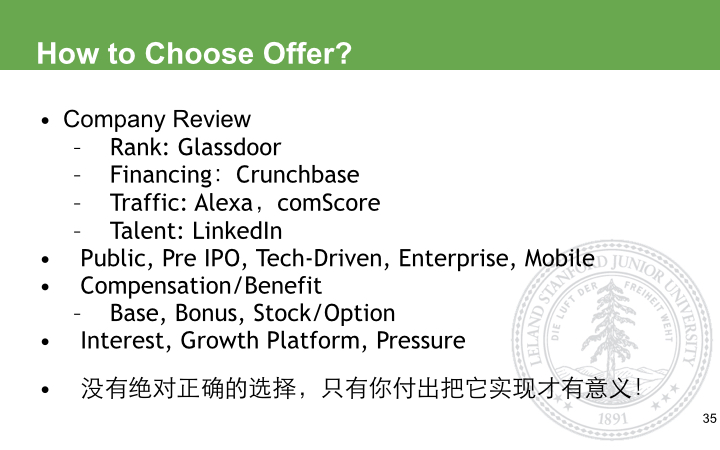 How to Choose Offer?
• Company Review
– Rank: Glassdoor
– Financing：Crunchbase
– Traffic: Alexa，comScore
– Talent: LinkedIn
• Public, Pre IPO, Tech-Driven, Enterprise, Mobile
• Compensation/Benefit
– Base, Bonus, Stock/Option
• Interest, Growth Platform, Pressure
• 没有绝对正确的选择，只有你付出把它实现才有意义！
LELAND STANFORD JUNIOR UNIVERSITY
DIE LUFT DER FREIHEIT WEHT
1891
35